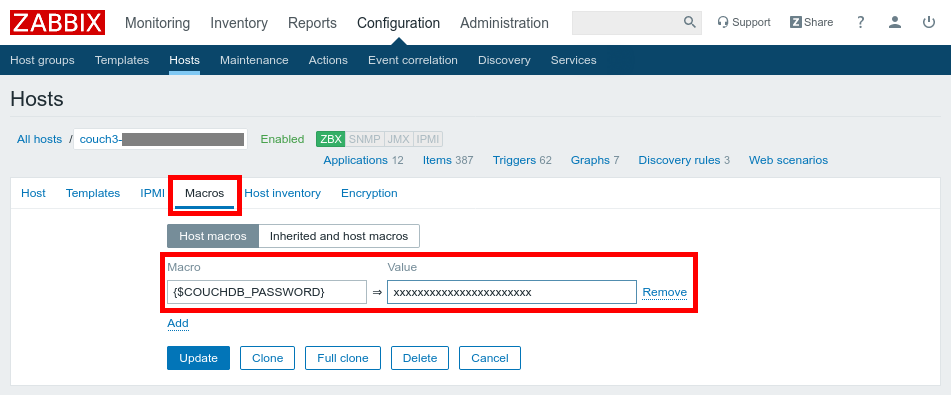 ZABBIX Monitoring Inventory Reports Configuration Administration Support Z Share ?
Host groups Templates Hosts Maintenance Actions Event correlation Discovery Services
Hosts
All hosts / couch3- Enabled ZBX SNMP JMX IPMI
Applications 12 Items 387 Triggers 62 Graphs 7 Discovery rules 3 Web scenarios
Host Templates IPMI Macros Host inventory Encryption
Host macros Inherited and host macros
Macro Value
{$COUCHDB_PASSWORD} ⇒ xxxxxxxxxxxxxxxxxxxxxxx Remove
Add
Update Clone Full clone Delete Cancel